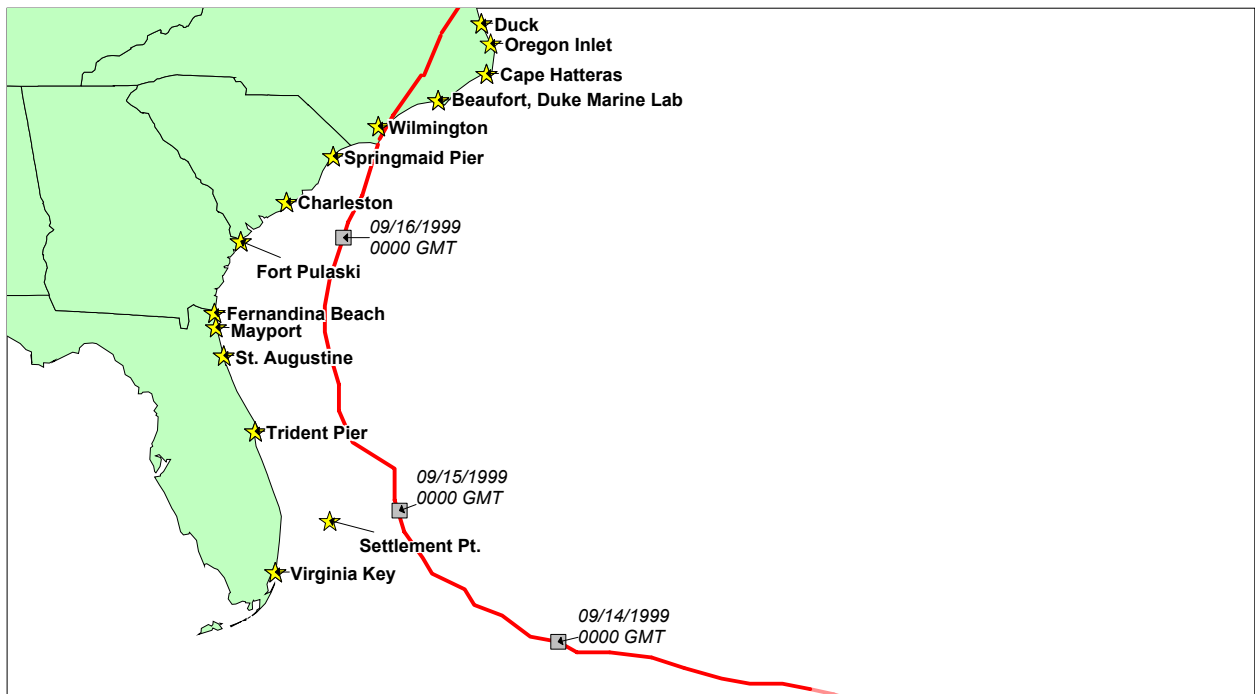 Duck
Oregon Inlet
Cape Hatteras
Beaufort, Duke Marine Lab
Wilmington
Springmaid Pier
Charleston
09/16/1999
0000 GMT
Fort Pulaski
Fernandina Beach
Mayport
St. Augustine
Trident Pier
09/15/1999
0000 GMT
Settlement Pt.
Virginia Key
09/14/1999
0000 GMT